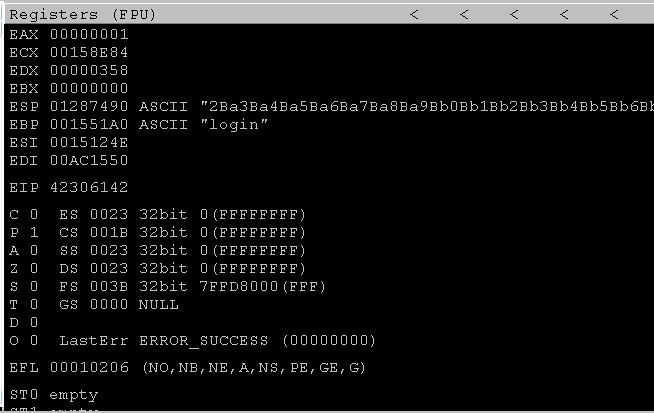 Registers (FPU) < < < < <
EAX 00000001
ECX 00158E84
EDX 00000358
EBX 00000000
ESP 01287490 ASCII "2Ba3Ba4Ba5Ba6Ba7Ba8Ba9Bb0Bb1Bb2Bb3Bb4Bb5Bb6Bb
EBP 001551A0 ASCII "login"
ESI 0015124E
EDI 00AC1550
EIP 42306142
C 0 ES 0023 32bit 0(FFFFFFFF)
P 1 CS 001B 32bit 0(FFFFFFFF)
A 0 SS 0023 32bit 0(FFFFFFFF)
Z 0 DS 0023 32bit 0(FFFFFFFF)
S 0 FS 003B 32bit 7FFD8000(FFF)
T 0 GS 0000 NULL
D 0
O 0 LastErr ERROR_SUCCESS (00000000)
EFL 00010206 (NO,NB,NE,A,NS,PE,GE,G)
ST0 empty
ST1 empty